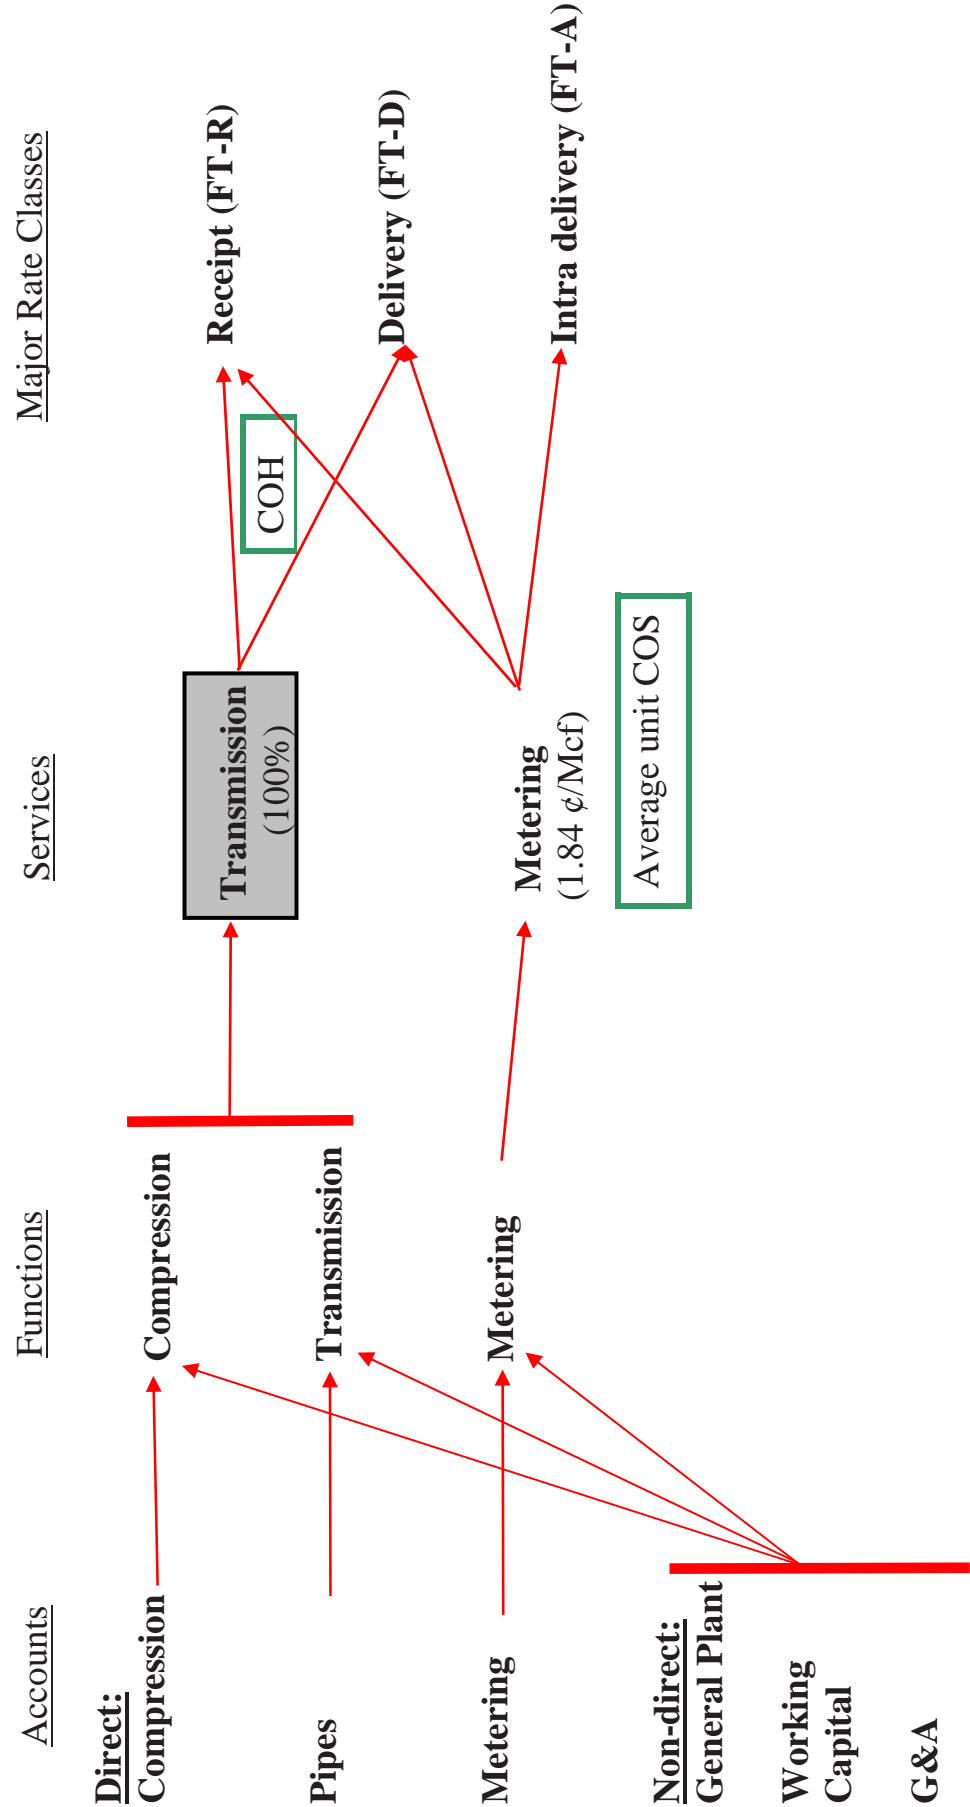 Accounts
Functions
Services
Major Rate Classes
Direct:
Compression
Pipes
Metering
Non-direct:
General Plant
Working
Capital
G&A
Compression
Transmission
Metering
Transmission
(100%)
Metering
(1.84 ¢/Mcf)
Average unit COS
COH
Receipt (FT-R)
Delivery (FT-D)
Intra delivery (FT-A)